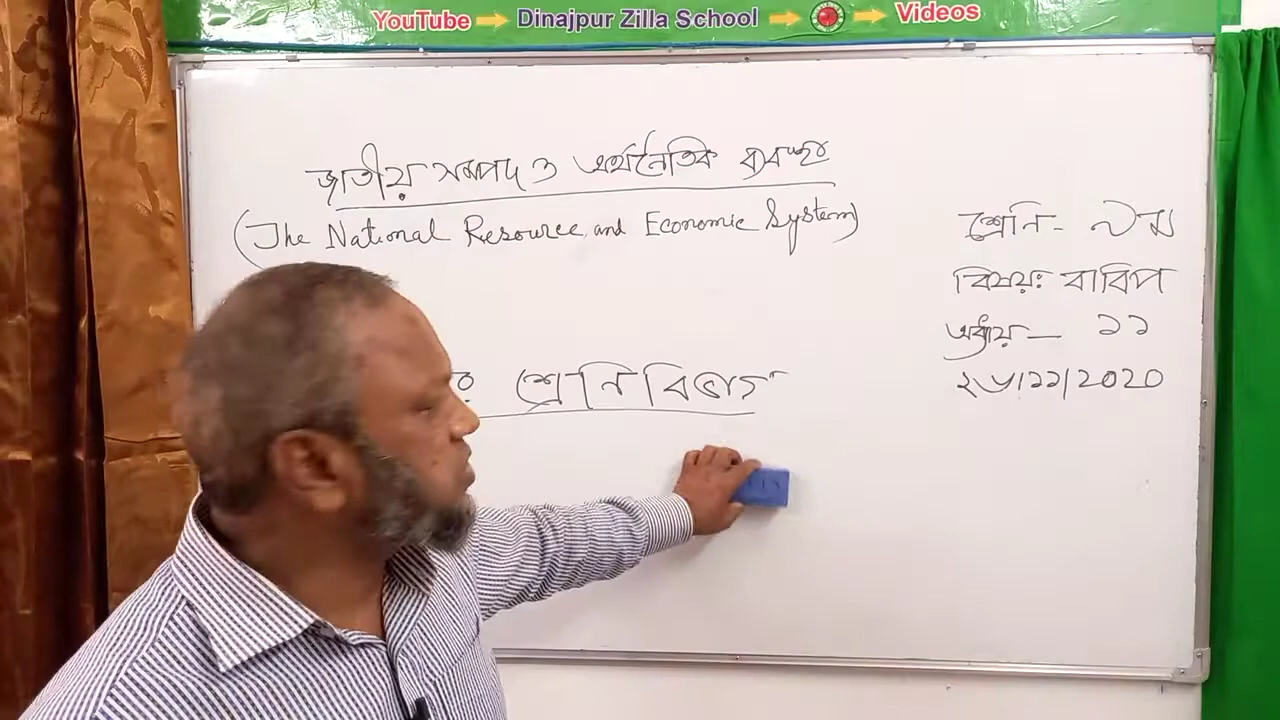 YouTube Dinajpur Zilla School Videos
জাতীয় সম্পদ ও অর্থনৈতিক ব্যবস্থা
(The National Resource and Economic System)
র শ্রেনি বিভাগ
শ্রেনি- ৯ম
বিষয়ঃ বাবিপ
অধ্যায়— ১১
২৮/১১/2020